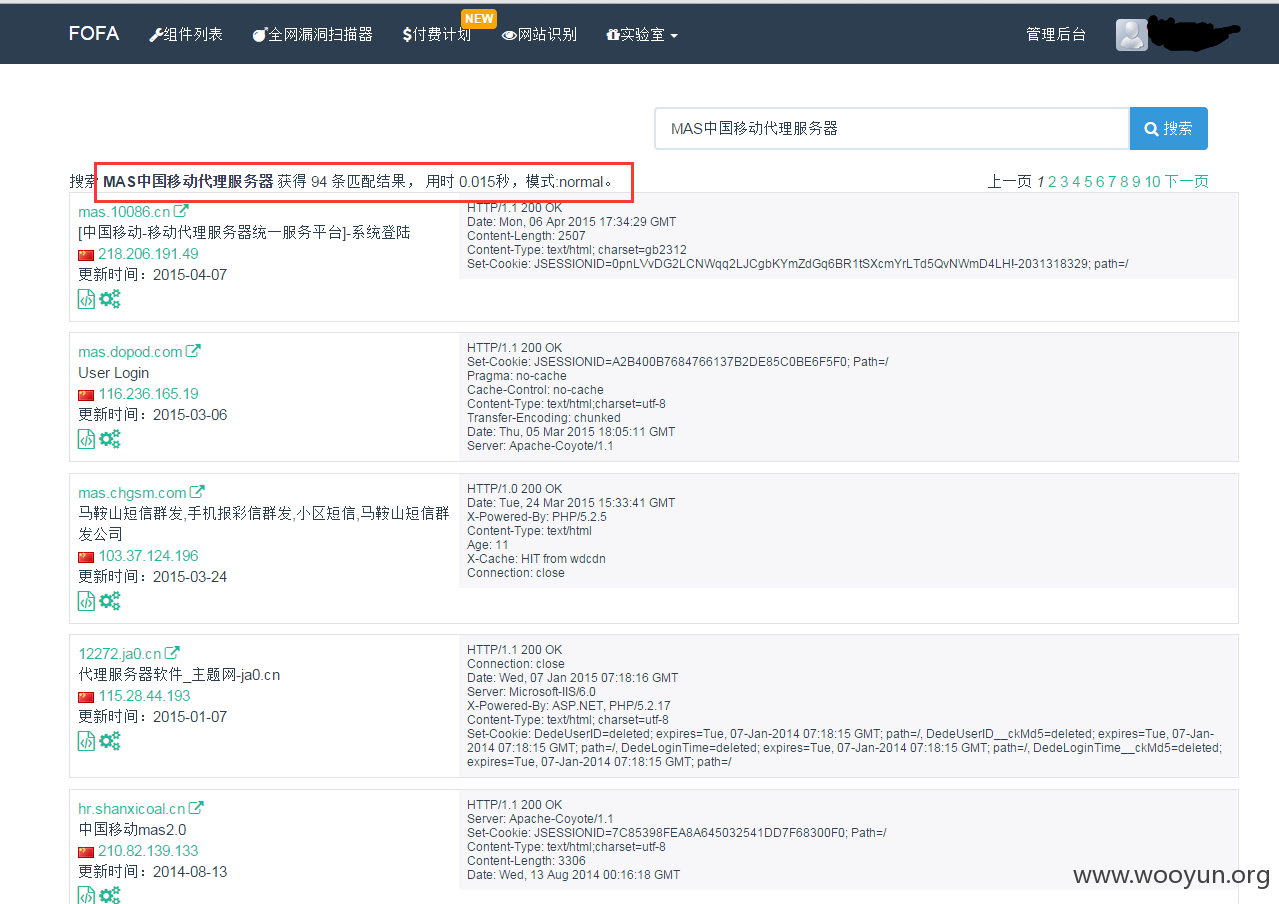 FOFA 组件列表 全网漏洞扫描器 $付费计划 NEW 网站识别 实验室 管理后台
MAS中国移动代理服务器 搜索
搜索 MAS中国移动代理服务器 获得 94 条匹配结果， 用时 0.015秒，模式:normal。
上一页 1 2 3 4 5 6 7 8 9 10 下一页
mas.10086.cn
[中国移动-移动代理服务器统一服务平台]-系统登陆
218.206.191.49
更新时间：2015-04-07
HTTP/1.1 200 OK
Date: Mon, 06 Apr 2015 17:34:29 GMT
Content-Length: 2507
Content-Type: text/html; charset=gb2312
Set-Cookie: JSESSIONID=0pnLVvDG2LCNWqq2LJCgbKYmZdGq6BR1tSXcmYrLTd5QvNWmD4LH!-2031318329; path=/
mas.dopod.com
User Login
116.236.165.19
更新时间：2015-03-06
HTTP/1.1 200 OK
Set-Cookie: JSESSIONID=A2B400B7684766137B2DE85C0BE6F5F0; Path=/
Pragma: no-cache
Cache-Control: no-cache
Content-Type: text/html;charset=utf-8
Transfer-Encoding: chunked
Date: Thu, 05 Mar 2015 18:05:11 GMT
Server: Apache-Coyote/1.1
mas.chgsm.com
马鞍山短信群发,手机报彩信群发,小区短信,马鞍山短信群
发公司
103.37.124.196
更新时间：2015-03-24
HTTP/1.0 200 OK
Date: Tue, 24 Mar 2015 15:33:41 GMT
X-Powered-By: PHP/5.2.5
Content-Type: text/html
Age: 11
X-Cache: HIT from wdcdn
Connection: close
12272.ja0.cn
代理服务器软件_主题网-ja0.cn
115.28.44.193
更新时间：2015-01-07
HTTP/1.1 200 OK
Connection: close
Date: Wed, 07 Jan 2015 07:18:16 GMT
Server: Microsoft-IIS/6.0
X-Powered-By: ASP.NET, PHP/5.2.17
Content-Type: text/html; charset=utf-8
Set-Cookie: DedeUserID=deleted; expires=Tue, 07-Jan-2014 07:18:15 GMT; path=/, DedeUserID__ckMd5=deleted; expires=Tue, 07-Jan-
2014 07:18:15 GMT; path=/, DedeLoginTime=deleted; expires=Tue, 07-Jan-2014 07:18:15 GMT; path=/, DedeLoginTime__ckMd5=deleted;
expires=Tue, 07-Jan-2014 07:18:15 GMT; path=/
hr.shanxicoal.cn
中国移动mas2.0
210.82.139.133
更新时间：2014-08-13
HTTP/1.1 200 OK
Server: Apache-Coyote/1.1
Set-Cookie: JSESSIONID=7C85398FEA8A645032541DD7F68300F0; Path=/
Content-Type: text/html;charset=utf-8
Content-Length: 3306
Date: Wed, 13 Aug 2014 00:16:18 GMT
www.wooyun.org